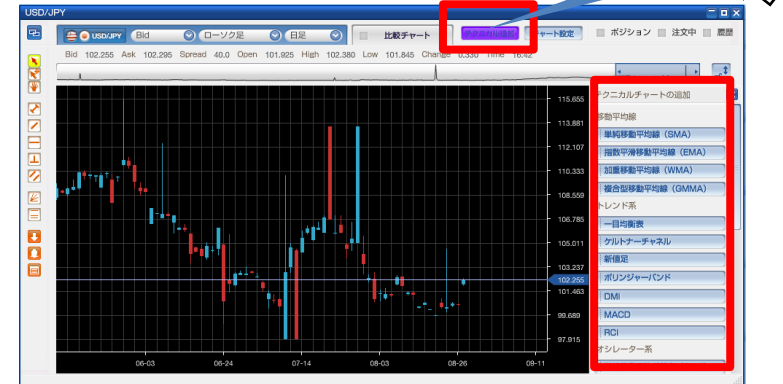 USD/JPY
USD/JPY Bid ローソク足 日足 比較チャート チャート設定 ポジション 注文中 履歴
Bid 102.255 Ask 102.295 Spread 40.0 Open 101.925 High 102.380 Low 101.845 Change 0.330 Time 16:42
テクニカルチャートの追加
移動平均線
単純移動平均線（SMA）
指数平滑移動平均線（EMA）
加重移動平均線（WMA）
複合型移動平均線（GMMA）
トレンド系
一目均衡表
ケルトナーチャネル
新値足
ボリンジャーバンド
DMI
MACD
RCI
オシレーター系
115.655
113.881
112.107
110.333
108.559
106.785
105.011
103.237
102.255
101.463
99.689
97.915
06-03 06-24 07-14 08-03 08-26 09-11